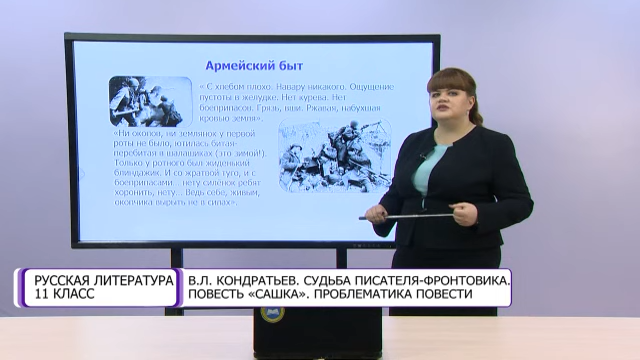 Армейский быт
« С хлебом плохо. Навару никакого. Ощущение
пустоты в желудке. Нет курева. Нет
боеприпасов. Грязь, вши. Ржавая, набухшая
кровью земля».
«Ни окопов, ни землянок у первой
роты не было, ютилась битая-
перебитая в шалашиках (это зимой!).
Только у ротного был жиденький
блиндажик. И со жратвой туго, и с
боеприпасами... нету силёнок ребят
хоронить, нету... Ведь себе, живым,
окопчика вырыть не в силах».
РУССКАЯ ЛИТЕРАТУРА
11 КЛАСС
В.Л. КОНДРАТЬЕВ. СУДЬБА ПИСАТЕЛЯ-ФРОНТОВИКА.
ПОВЕСТЬ «САШКА». ПРОБЛЕМАТИКА ПОВЕСТИ